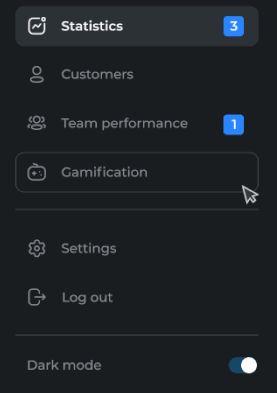 Statistics 3
Customers
Team performance 1
Gamification
Settings
Log out
Dark mode